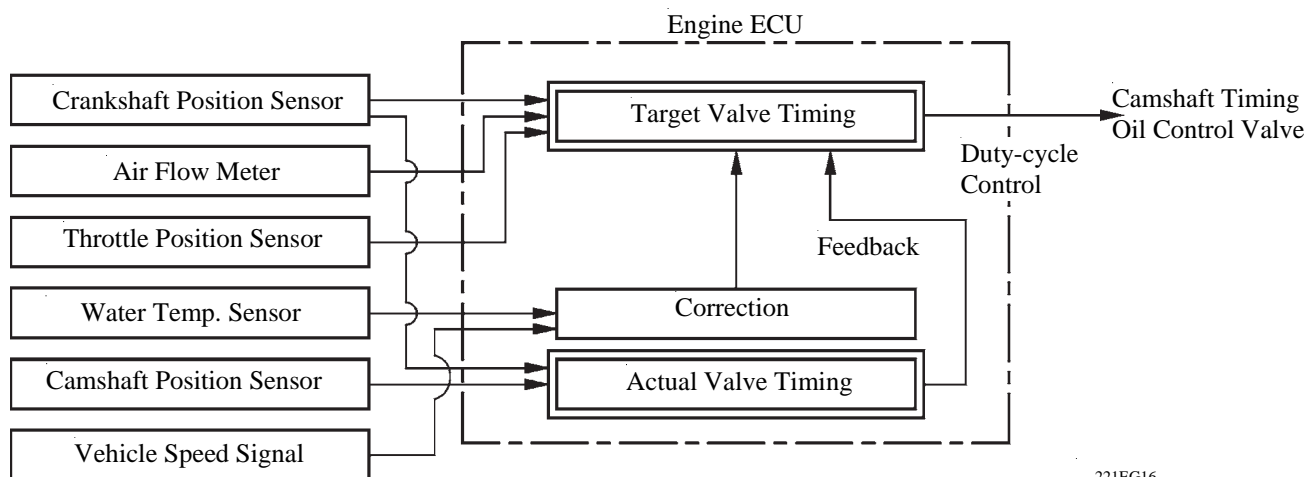 Engine ECU
Crankshaft Position Sensor
Target Valve Timing
Camshaft Timing
Oil Control Valve
Air Flow Meter
Duty-cycle
Control
Throttle Position Sensor
Feedback
Water Temp. Sensor
Correction
Camshaft Position Sensor
Actual Valve Timing
Vehicle Speed Signal
221EG16